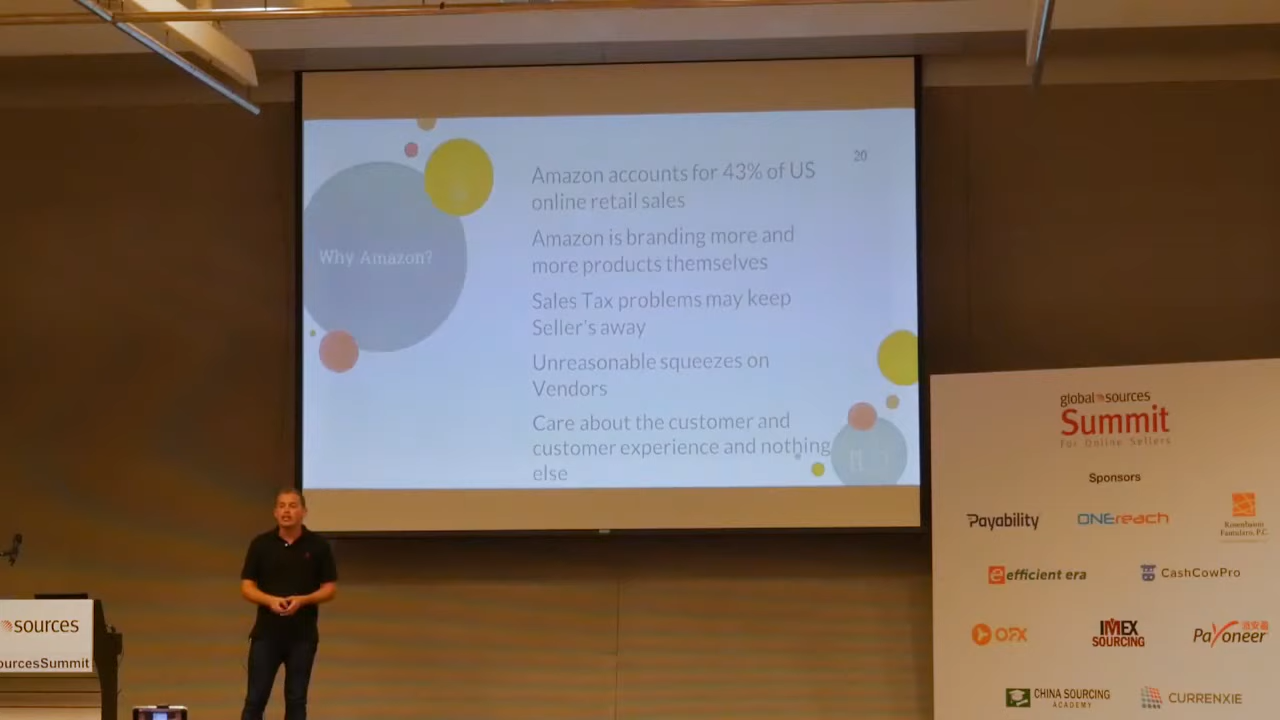 20
Why Amazon?
Amazon accounts for 43% of US
online retail sales
Amazon is branding more and
more products themselves
Sales Tax problems may keep
Seller's away
Unreasonable squeezes on
Vendors
Care about the customer and
customer experience and nothing
else
global sources
Summit
For Online Sellers
Sponsors
Payability
ONEreach
Rosenbaum
Famularo, P.C.
efficient era
CashCowPro
OFX
IMEX
SOURCING
Payoneer
CHINA SOURCING
ACADEMY
CURRENXIE
sources
ourcesSummit